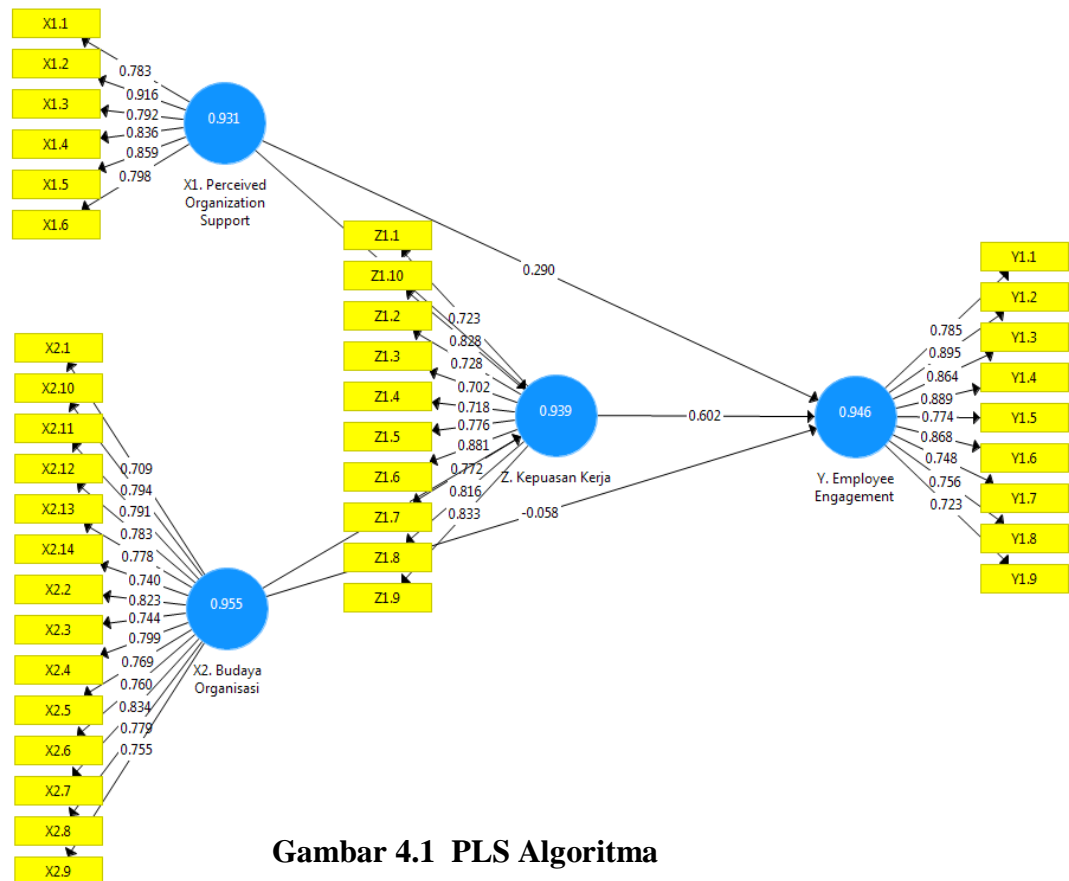 X1.1
X1.2
X1.3
X1.4
X1.5
X1.6
0.783
0.916
0.792
0.836
0.859
0.798
0.931
X1. Perceived
Organization
Support
Z1.1
Z1.10
Z1.2
Z1.3
Z1.4
Z1.5
Z1.6
Z1.7
Z1.8
Z1.9
0.723
0.828
0.728
0.702
0.718
0.776
0.881
0.772
0.816
0.833
0.939
Z. Kepuasan Kerja
0.290
0.602
-0.058
X2.1
X2.10
X2.11
X2.12
X2.13
X2.14
X2.2
X2.3
X2.4
X2.5
X2.6
X2.7
X2.8
X2.9
0.709
0.794
0.791
0.783
0.778
0.740
0.823
0.744
0.799
0.769
0.760
0.834
0.779
0.755
0.955
X2. Budaya
Organisasi
0.946
Y. Employee
Engagement
0.785
0.895
0.864
0.889
0.774
0.868
0.748
0.756
0.723
Y1.1
Y1.2
Y1.3
Y1.4
Y1.5
Y1.6
Y1.7
Y1.8
Y1.9
Gambar 4.1 PLS Algoritma